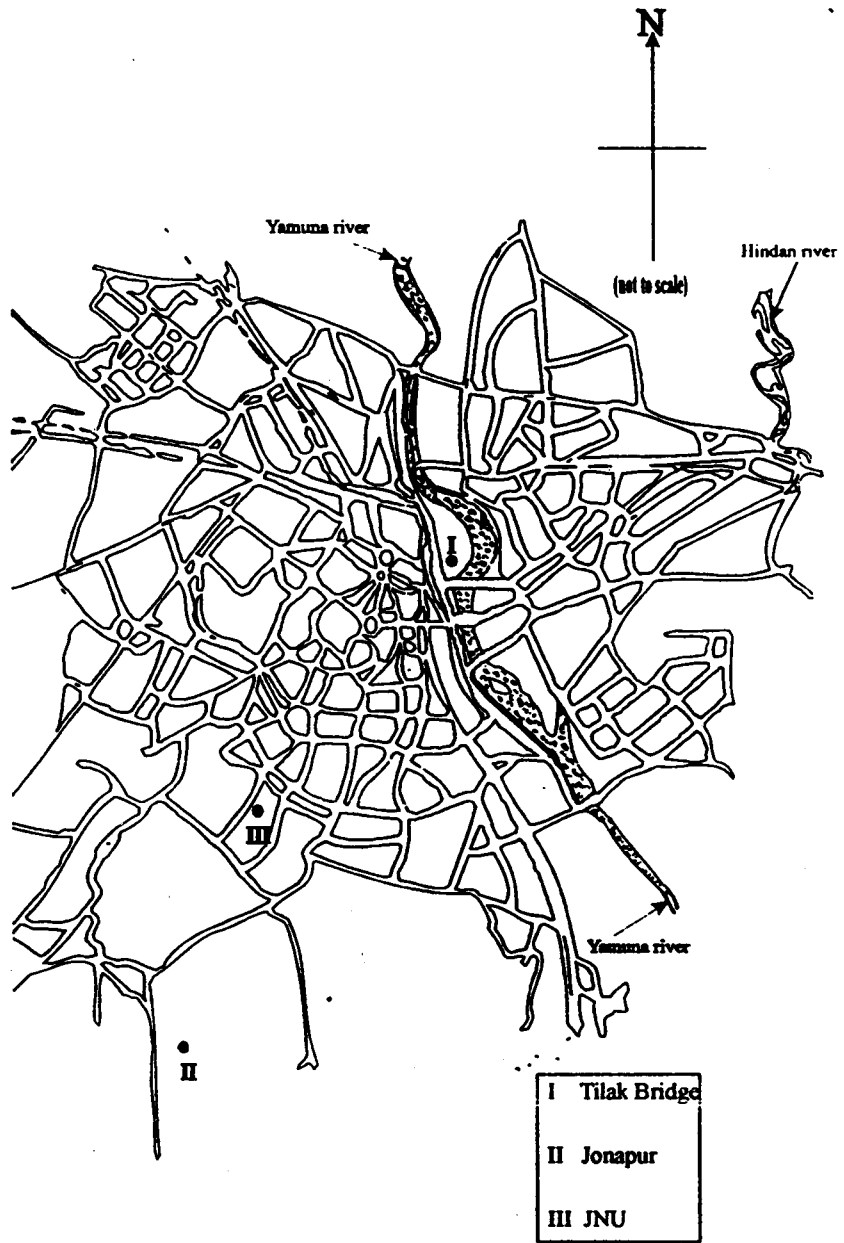 N
Yamuna river
Hindan river
(not to scale)
I
III
Yamuna river
II
I Tilak Bridge
II Jonapur
III JNU